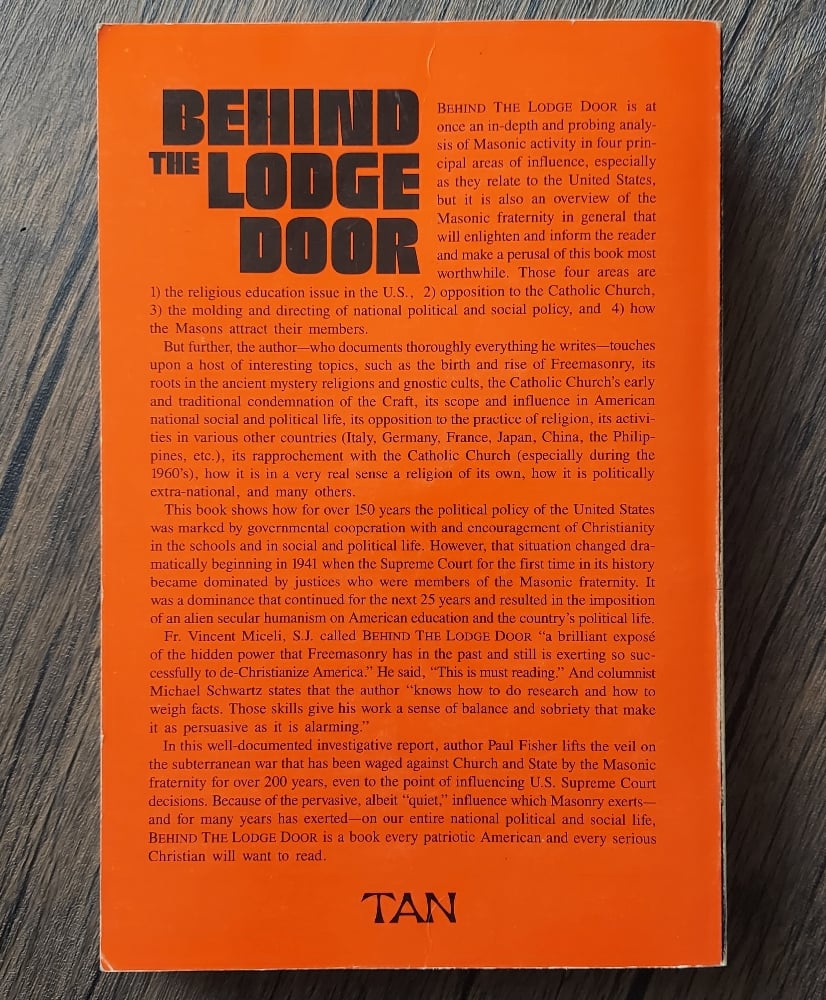 BEHIND
THE LODGE
DOOR
BEHIND THE LODGE DOOR is at
once an in-depth and probing analy-
sis of Masonic activity in four prin-
cipal areas of influence, especially
as they relate to the United States,
but it is also an overview of the
Masonic fraternity in general that
will enlighten and inform the reader
and make a perusal of this book most
worthwhile. Those four areas are
1) the religious education issue in the U.S., 2) opposition to the Catholic Church,
3) the molding and directing of national political and social policy, and 4) how
the Masons attract their members.
But further, the author—who documents thoroughly everything he writes—touches
upon a host of interesting topics, such as the birth and rise of Freemasonry, its
roots in the ancient mystery religions and gnostic cults, the Catholic Church's early
and traditional condemnation of the Craft, its scope and influence in American
national social and political life, its opposition to the practice of religion, its activi-
ties in various other countries (Italy, Germany, France, Japan, China, the Philip-
pines, etc.), its rapprochement with the Catholic Church (especially during the
1960's), how it is in a very real sense a religion of its own, how it is politically
extra-national, and many others.
This book shows how for over 150 years the political policy of the United States
was marked by governmental cooperation with and encouragement of Christianity
in the schools and in social and political life. However, that situation changed dra-
matically beginning in 1941 when the Supreme Court for the first time in its history
became dominated by justices who were members of the Masonic fraternity. It
was a dominance that continued for the next 25 years and resulted in the imposition
of an alien secular humanism on American education and the country's political life.
Fr. Vincent Miceli, S.J. called BEHIND THE LODGE DOOR "a brilliant exposé
of the hidden power that Freemasonry has in the past and still is exerting so suc-
cessfully to de-Christianize America." He said, "This is must reading." And columnist
Michael Schwartz states that the author "knows how to do research and how to
weigh facts. Those skills give his work a sense of balance and sobriety that make
it as persuasive as it is alarming."
In this well-documented investigative report, author Paul Fisher lifts the veil on
the subterranean war that has been waged against Church and State by the Masonic
fraternity for over 200 years, even to the point of influencing U.S. Supreme Court
decisions. Because of the pervasive, albeit "quiet," influence which Masonry exerts—
and for many years has exerted—on our entire national political and social life,
BEHIND THE LODGE DOOR is a book every patriotic American and every serious
Christian will want to read.
TAN